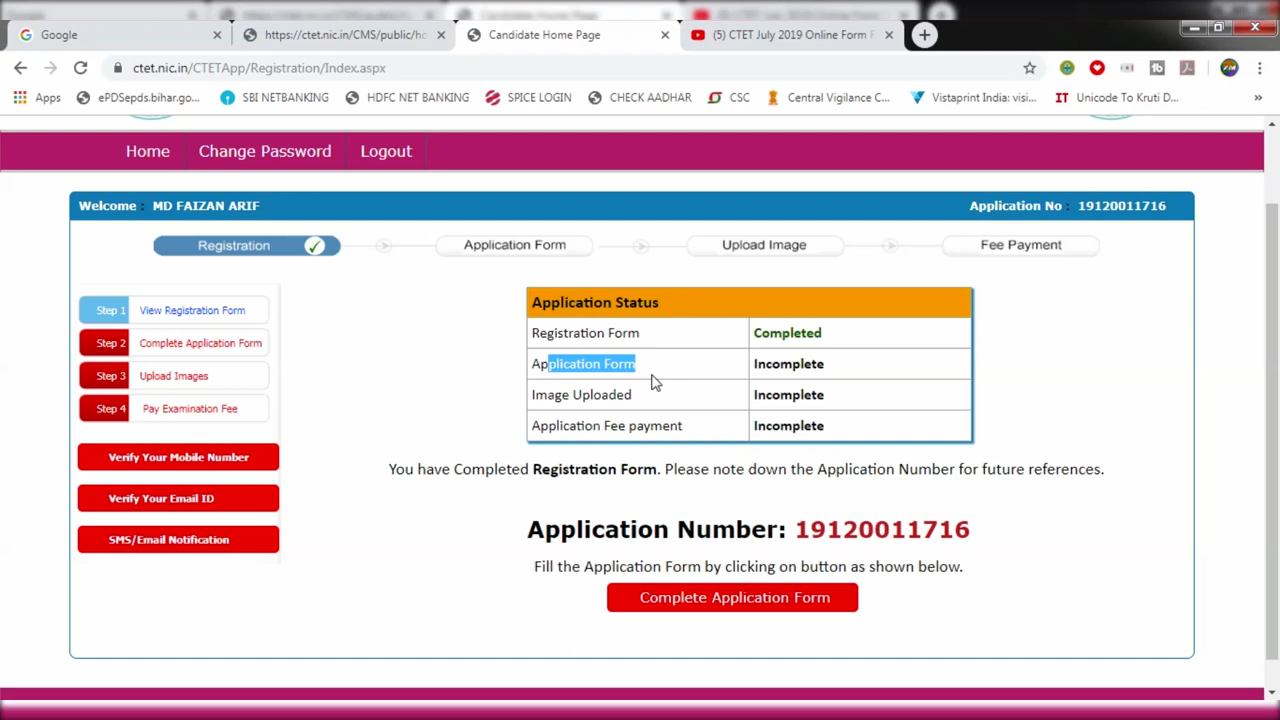 Google
https://ctet.nic.in/CMS/public/ho
Candidate Home Page
(5) CTET July 2019 Online Form F
ctet.nic.in/CTETApp/Registration/Index.aspx
Apps
ePDSepds.bihar.go...
SBI NETBANKING
HDFC NET BANKING
SPICE LOGIN
CHECK AADHAR
CSC
Central Vigilance C...
Vistaprint India: visi...
Unicode To Kruti D...
Home
Change Password
Logout
Welcome : MD FAIZAN ARIF
Application No : 19120011716
Registration
Application Form
Upload Image
Fee Payment
Step 1 View Registration Form
Step 2 Complete Application Form
Step 3 Upload Images
Step 4 Pay Examination Fee
Verify Your Mobile Number
Verify Your Email ID
SMS/Email Notification
Application Status
Registration Form Completed
Application Form Incomplete
Image Uploaded Incomplete
Application Fee payment Incomplete
You have Completed Registration Form. Please note down the Application Number for future references.
Application Number: 19120011716
Fill the Application Form by clicking on button as shown below.
Complete Application Form